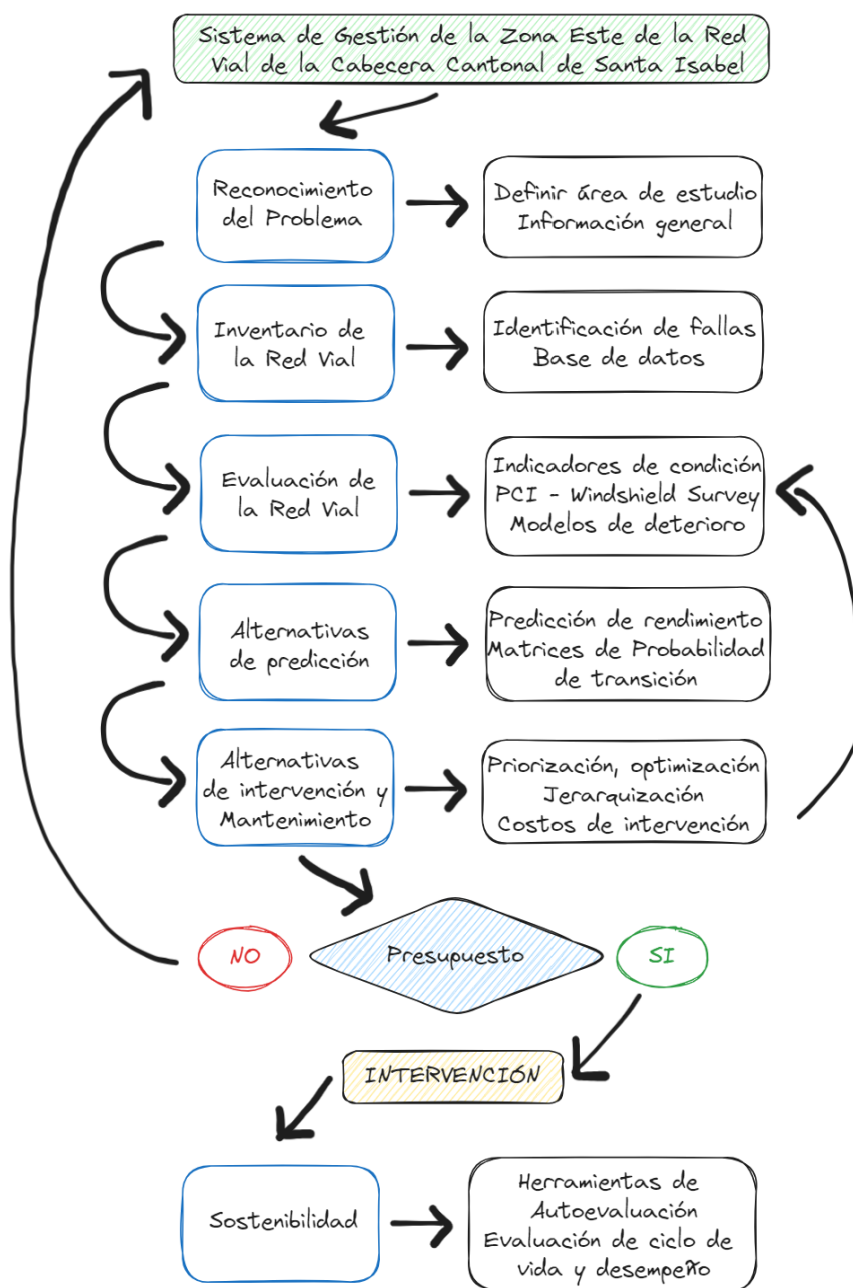 Sistema de Gestión de la Zona Este de la Red
Vial de la Cabecera Cantonal de Santa Isabel
Reconocimiento
del Problema
Definir área de estudio
Información general
Inventario de
la Red Vial
Identificación de fallas
Base de datos
Evaluación de
la Red Vial
Indicadores de condición
PCI - Windshield Survey
Modelos de deterioro
Alternativas
de predicción
Predicción de rendimiento
Matrices de Probabilidad
de transición
Alternativas
de intervención y
Mantenimiento
Priorización, optimización
Jerarquización
Costos de intervención
NO
Presupuesto
SI
INTERVENCIÓN
Sostenibilidad
Herramientas de
Autoevaluación
Evaluación de ciclo de
vida y desempeño